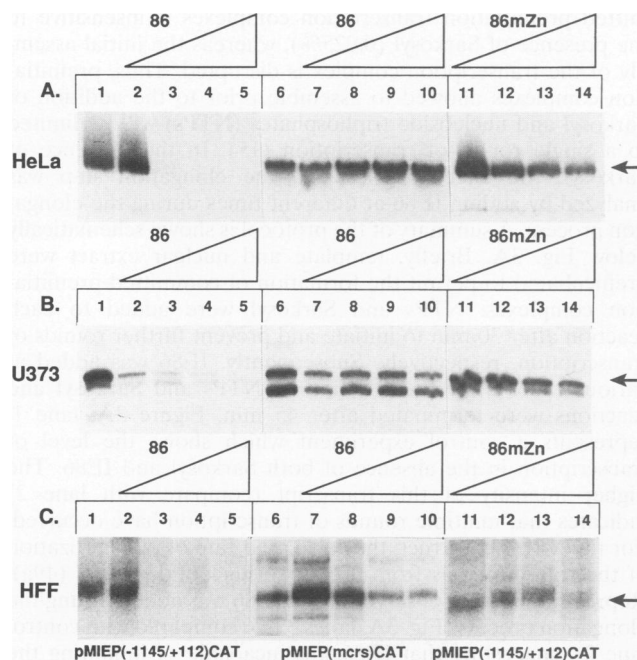 86 86 86mZn
A.
1 2 3 4 5 6 7 8 9 10 11 12 13 14
HeLa
86 86 86mZn
B.
1 2 3 4 5 6 7 8 9 10 11 12 13 14
U373
86 86 86mZn
C.
1 2 3 4 5 6 7 8 9 10 11 12 13 14
HFF
pMIEP(-1145/+112)CAT pMIEP(mcrs)CAT pMIEP(-1145/+112)CAT